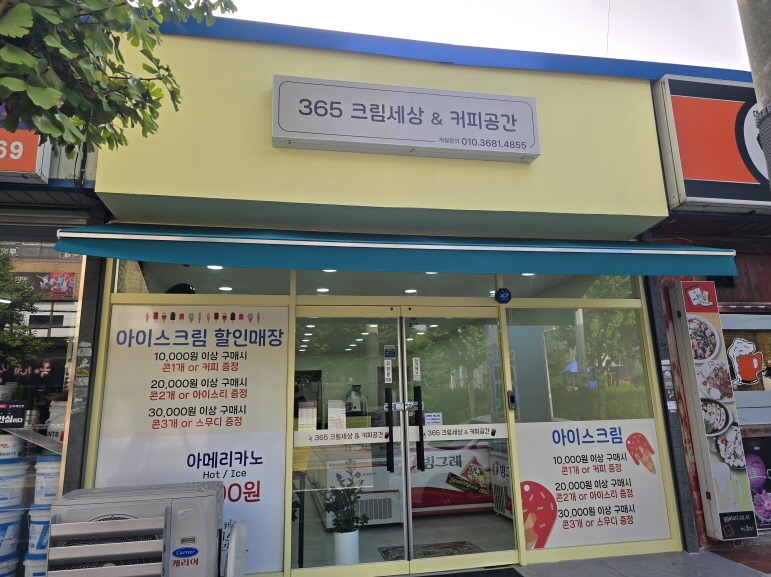 365 크림세상 & 커피공간
010.3681.4855
69
아이스크림 할인매장
10,000원 이상 구매시
콘1개 or 커피 증정
20,000원 이상 구매시
콘2개 or 아이스티 증정
30,000원 이상 구매시
콘3개 or 스무디 증정
아메리카노
Hot / Ice
00원
365 크림세상 & 커피공간
365 크림세상 & 커피공간
빙그레
아이스크림
10,000원 이상 구매시
콘1개 or 커피 증정
20,000원 이상 구매시
콘2개 or 아이스티 증정
30,000원 이상 구매시
콘3개 or 스무디 증정
Carrier
캐리어